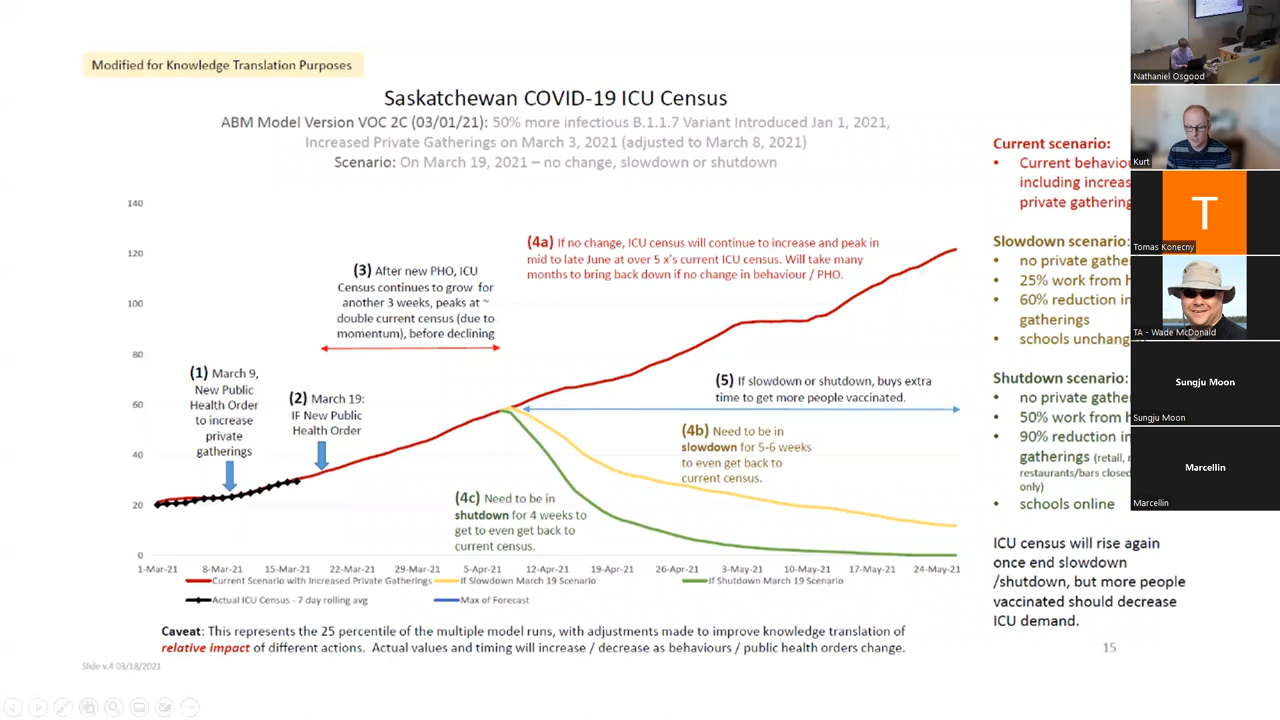 Modified for Knowledge Translation Purposes
Saskatchewan COVID-19 ICU Census
ABM Model Version VOC 2C (03/01/21): 50% more infectious B.1.1.7 Variant Introduced Jan 1, 2021,
Increased Private Gatherings on March 3, 2021 (adjusted to March 8, 2021)
Scenario: On March 19, 2021 – no change, slowdown or shutdown
140
120
100
80
60
40
20
0
(1) March 9,
New Public
Health Order
to increase
private
gatherings
(2) March 19:
IF New Public
Health Order
(3) After new PHO, ICU
Census continues to grow for
another 3 weeks, peaks at ~
double current census (due to
momentum), before declining
(4a) If no change, ICU census will continue to increase and peak in
mid to late June at over 5 x's current ICU census. Will take many
months to bring back down if no change in behaviour / PHO.
(5) If slowdown or shutdown, buys extra
time to get more people vaccinated.
(4b) Need to be in
slowdown for 5-6 weeks
to even get back to
current census.
(4c) Need to be in
shutdown for 4 weeks to
get to even get back to
current census.
1-Mar-21 8-Mar-21 15-Mar-21 22-Mar-21 29-Mar-21 5-Apr-21 12-Apr-21 19-Apr-21 26-Apr-21 3-May-21 10-May-21 17-May-21 24-May-21
Current Scenario with Increased Private Gatherings If Slowdown March 19 Scenario If Shutdown March 19 Scenario
Actual ICU Census - 7 day rolling avg Max of Forecast
Caveat: This represents the 25 percentile of the multiple model runs, with adjustments made to improve knowledge translation of
relative impact of different actions. Actual values and timing will increase / decrease as behaviours / public health orders change.
Slide v.4 03/18/2021
Current scenario:
• Current behaviou
including increas
private gathering
Slowdown scenario:
• no private gathe
• 25% work from h
• 60% reduction in
gatherings
• schools unchang
Shutdown scenario:
• no private gathe
• 50% work from h
• 90% reduction in
gatherings (retail, r
restaurants/bars closed
only)
• schools online
ICU census will rise again
once end slowdown
/shutdown, but more people
vaccinated should decrease
ICU demand.
15
Nathaniel Osgood
Kurt
T
Tomas Konecny
TA - Wade McDonald
Sungju Moon
Sungju Moon
Marcellin
Marcellin